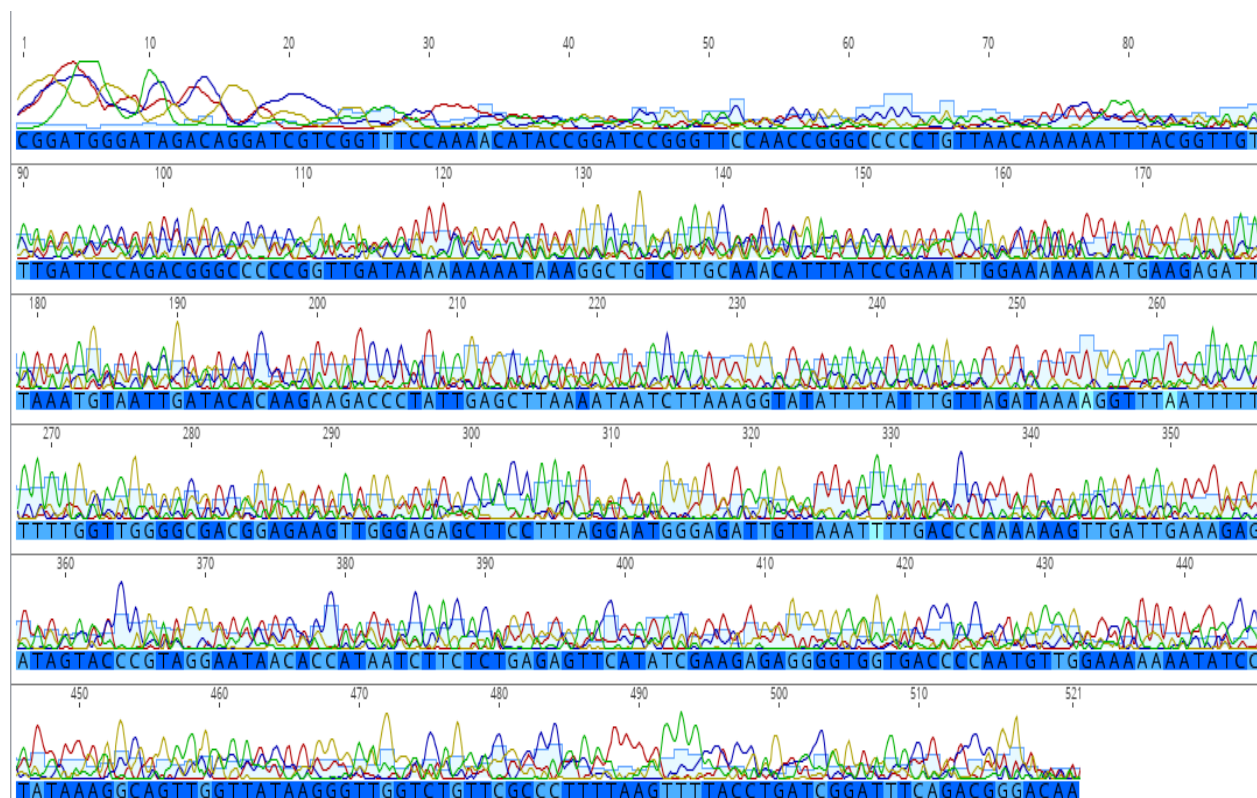 1 10 20 30 40 50 60 70 80
CGGATGGGATAGACAGGATCGTCGGTTTCCAAAACATACCGGATCCGGGTTCCAACCGGGCCCCCTGTTAACAAAAAATTTACGGTTGT
90 100 110 120 130 140 150 160 170
TTGATTCCAGACGGGCCCCCGGTTGATAAAAAAAAATAAAGGCTGTCTTGCAAACATTTATCCGAAATTGGAAAAAAAATGAAGAGATT
180 190 200 210 220 230 240 250 260
TAAATGTAATTGATACACAAGAAGACCCTATTGAGCTTAAAATAATCTTAAAGGTATATTTTATTTGTTAGATAAAAGGTTTAATTTTT
270 280 290 300 310 320 330 340 350
TTTTGGTTGGGGCGACGGAGAAGTTGGGAGAGCTTCCTTTAGGAATGGGAGATTGTTAAATTTTGACCCAAAAAAGTTGATTGAAAGAG
360 370 380 390 400 410 420 430 440
ATAGTACCCGTAGGAATAACACCATAATCTTCTCTGAGAGTTCATATCGAAGAGAGGGGTGGTGACCCCAATGTTGGAAAAAAATATCC
450 460 470 480 490 500 510 521
TATAAAGGCAGTTGGTTATAAGGGTTGGTCTGTTCGCCCTTTTAAGTTTTACCTGATCGGATTTCAGACGGGACAA